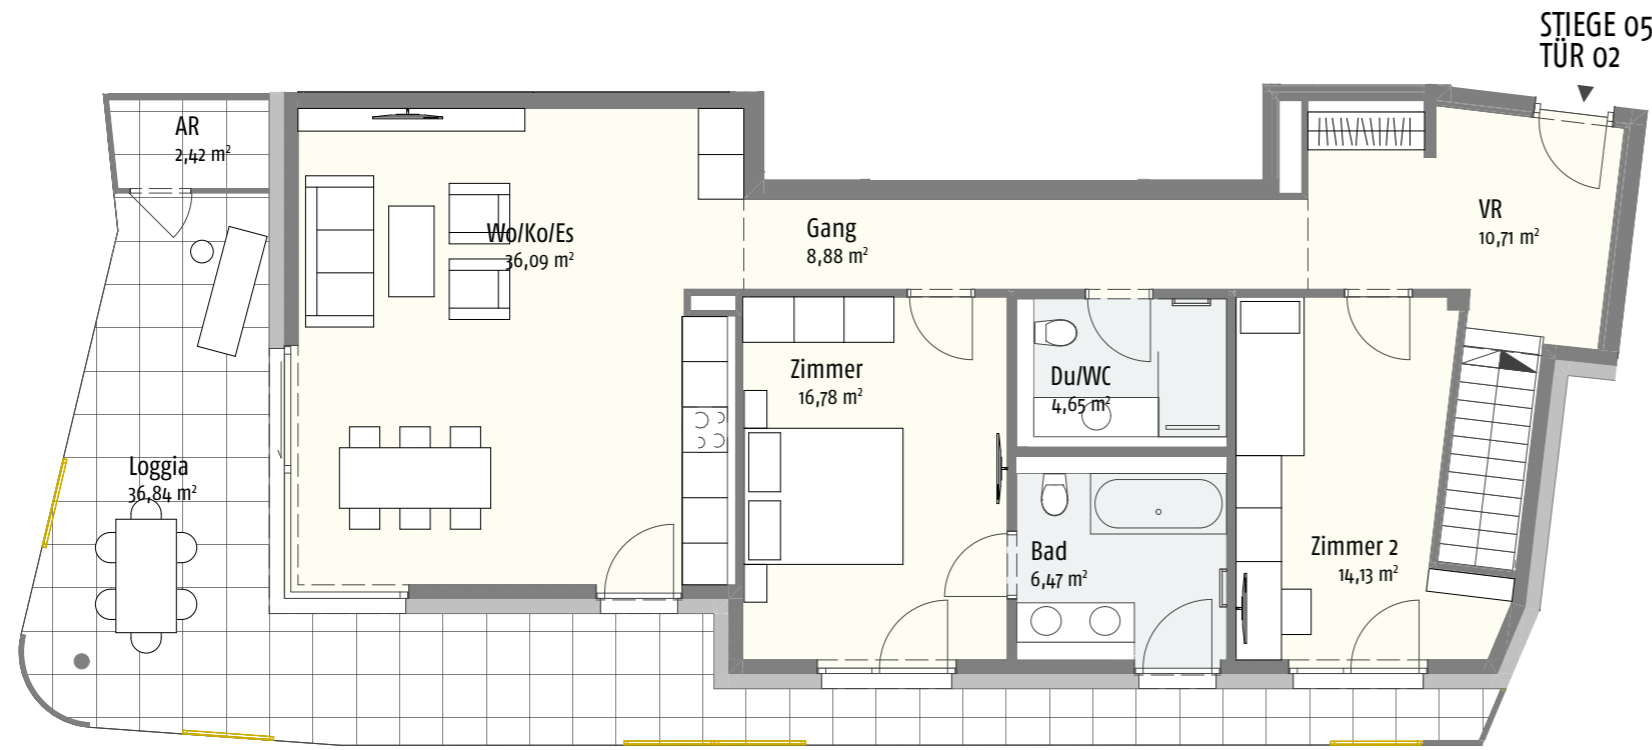 STIEGE 05
TÜR 02
AR
2,42 m²
Wo/Ko/Es
36,09 m²
Gang
8,88 m²
VR
10,71 m²
Zimmer
16,78 m²
Du/WC
4,65 m²
Loggia
36,84 m²
Bad
6,47 m²
Zimmer 2
14,13 m²